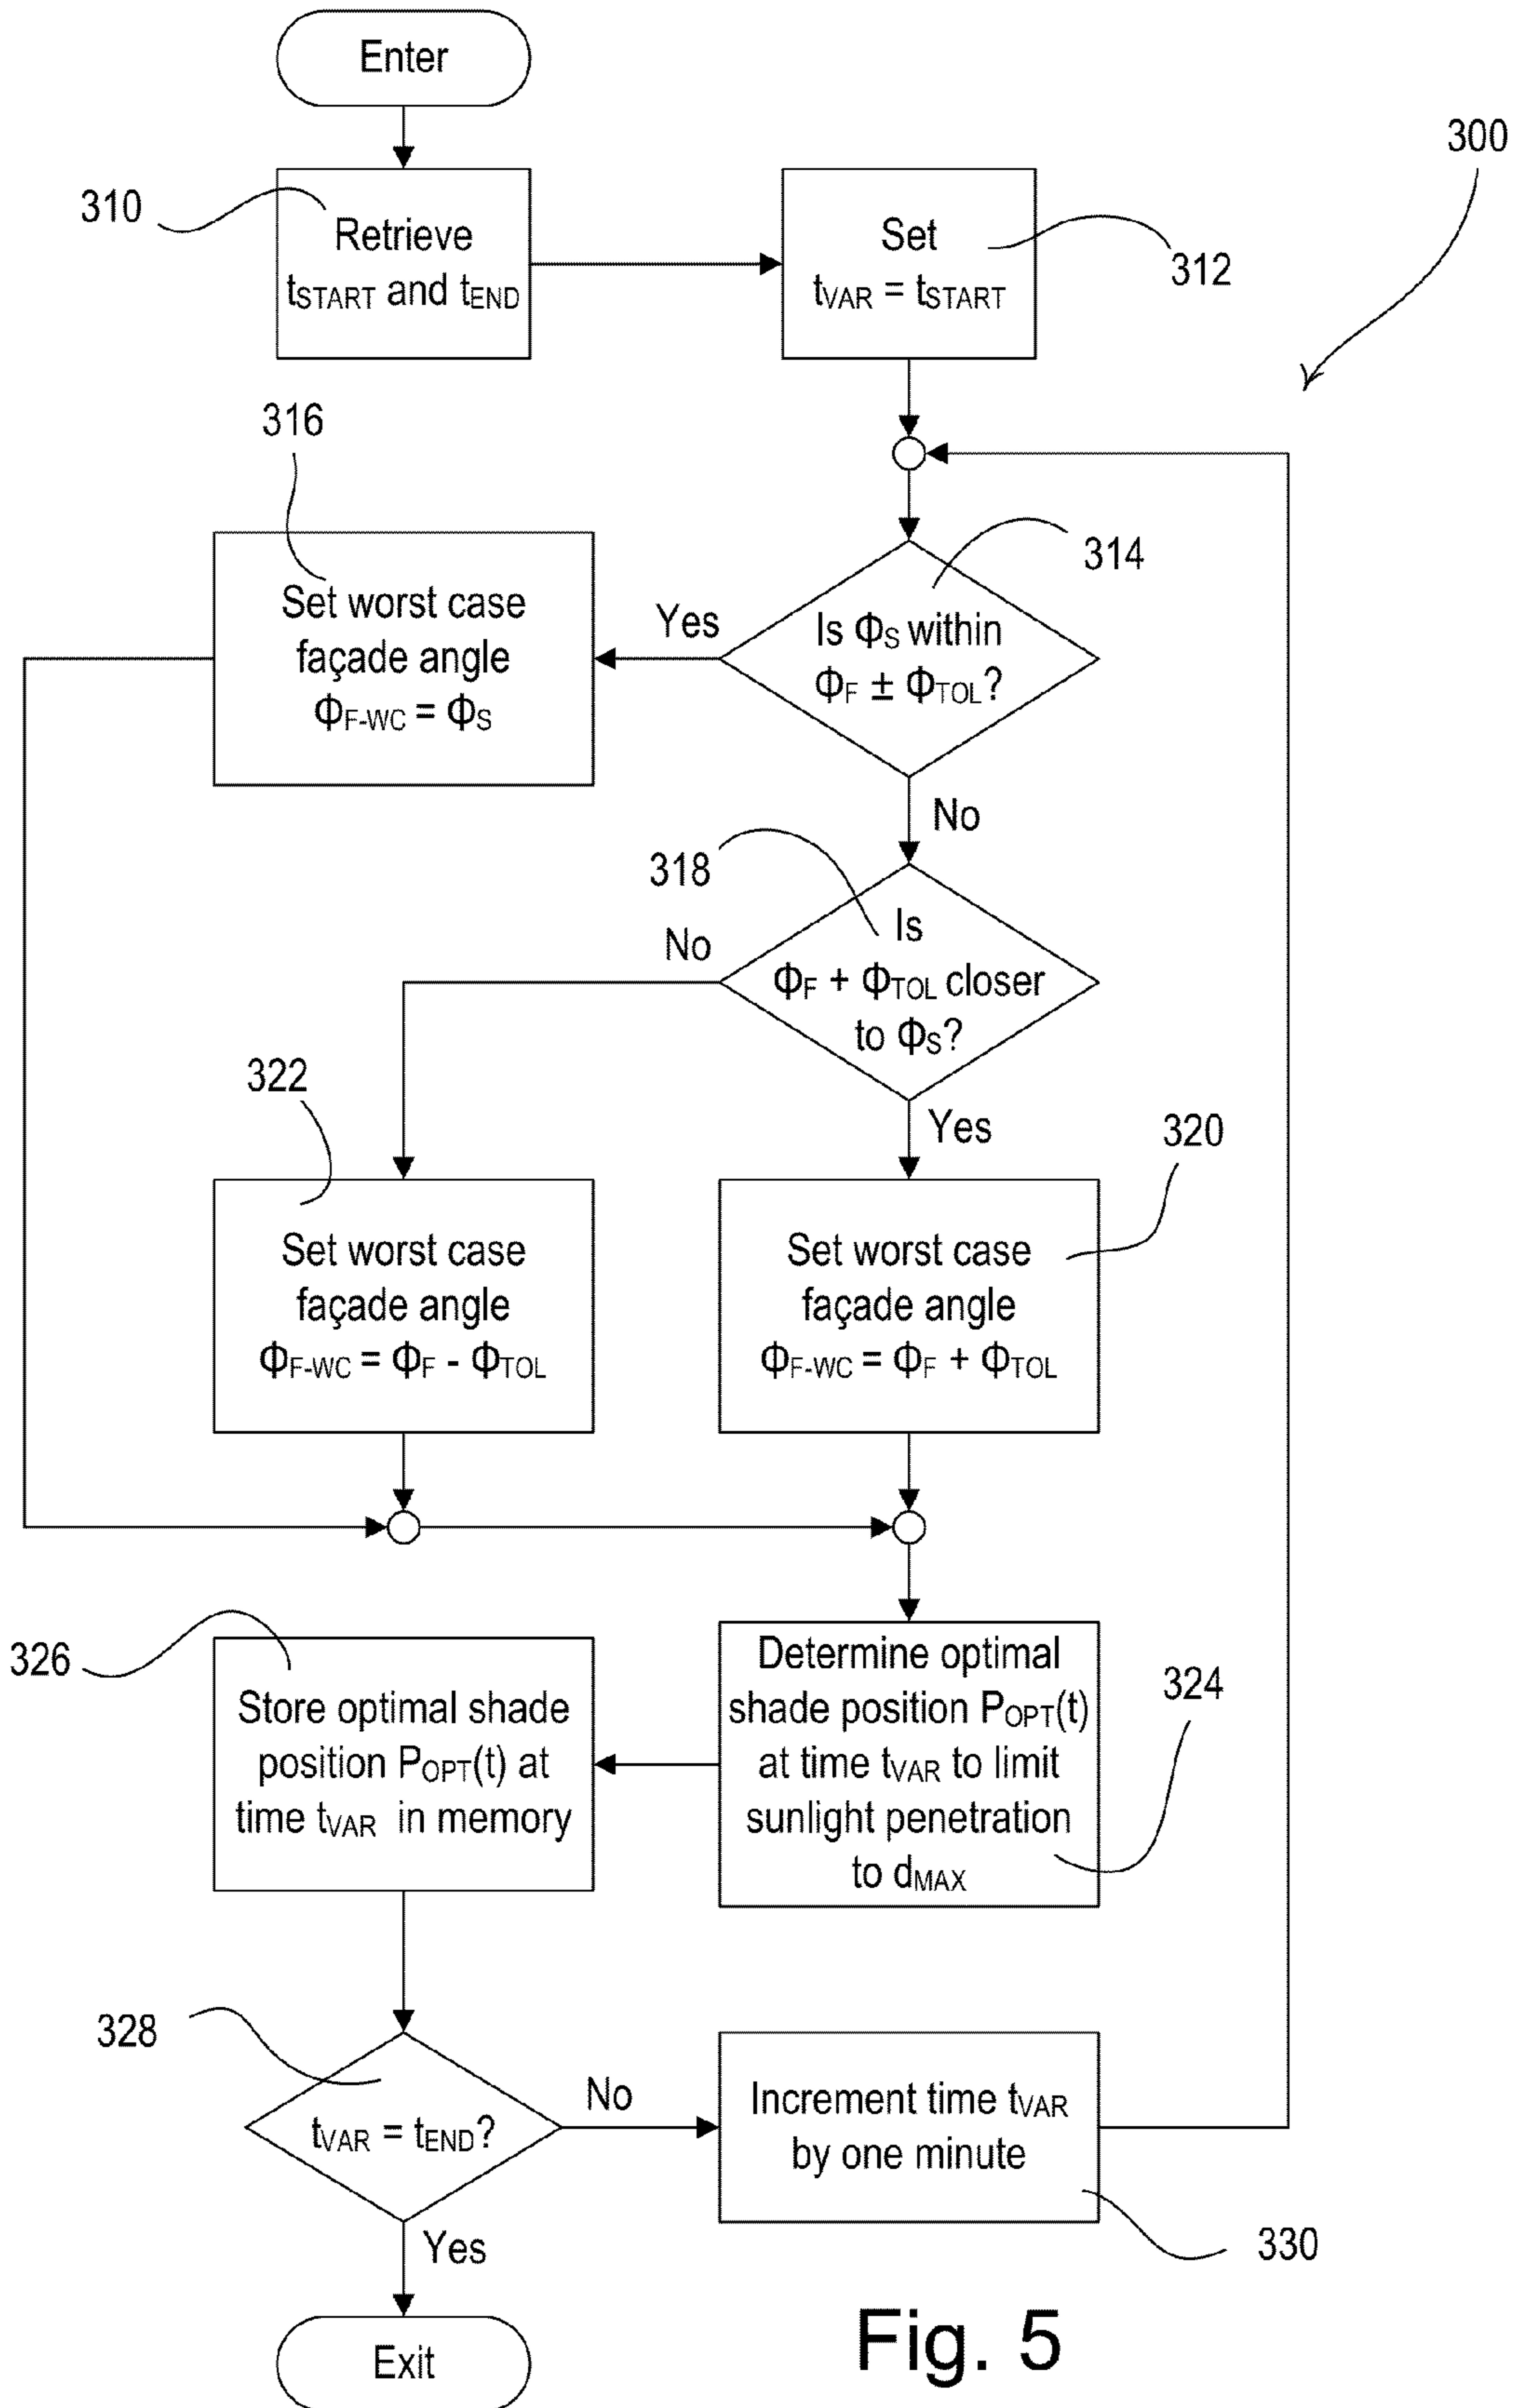 Enter
300
310
Retrieve
tSTART and tEND
Set
tVAR = tSTART
312
316
314
Set worst case
façade angle
ΦF-WC = ΦS
Yes
Is ΦS within
ΦF ± ΦTOL?
No
318
No
Is
ΦF + ΦTOL closer
to ΦS?
322
Yes
320
Set worst case
façade angle
ΦF-WC = ΦF - ΦTOL
Set worst case
façade angle
ΦF-WC = ΦF + ΦTOL
326
Determine optimal
shade position POPT(t)
at time tVAR to limit
sunlight penetration
to dMAX
324
Store optimal shade
position POPT(t) at
time tVAR in memory
328
tVAR = tEND?
No
Increment time tVAR
by one minute
330
Yes
Exit
Fig. 5